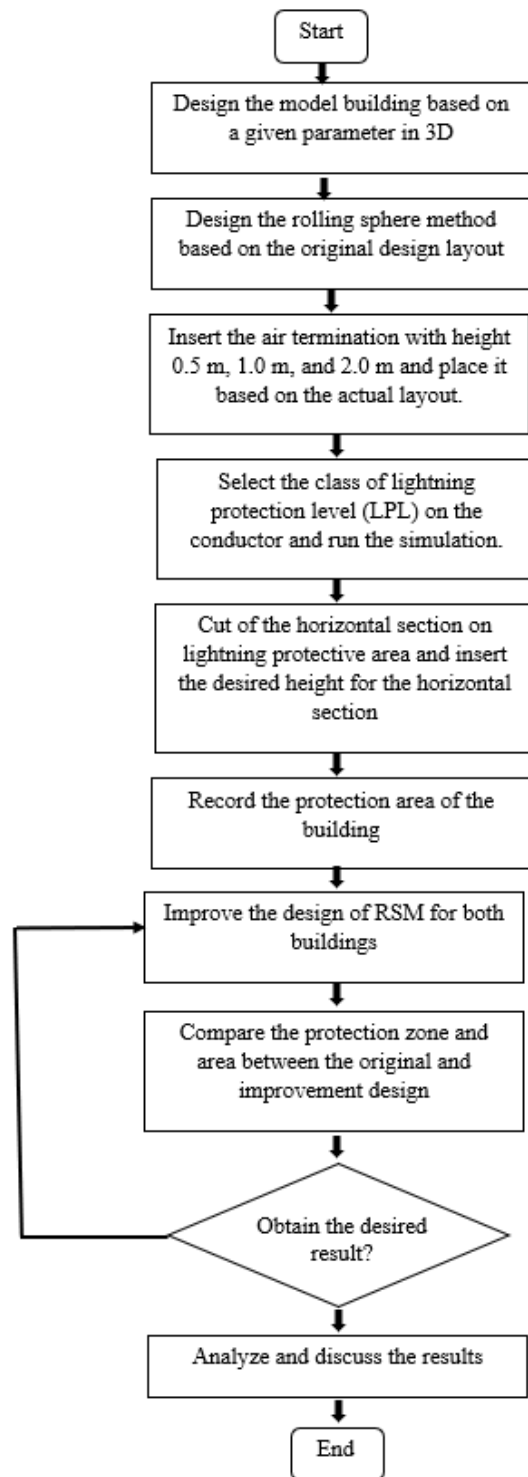 Start
Design the model building based on
a given parameter in 3D
Design the rolling sphere method
based on the original design layout
Insert the air termination with height
0.5 m, 1.0 m, and 2.0 m and place it
based on the actual layout.
Select the class of lightning
protection level (LPL) on the
conductor and run the simulation.
Cut of the horizontal section on
lightning protective area and insert
the desired height for the horizontal
section
Record the protection area of the
building
Improve the design of RSM for both
buildings
Compare the protection zone and
area between the original and
improvement design
Obtain the desired
result?
Analyze and discuss the results
End